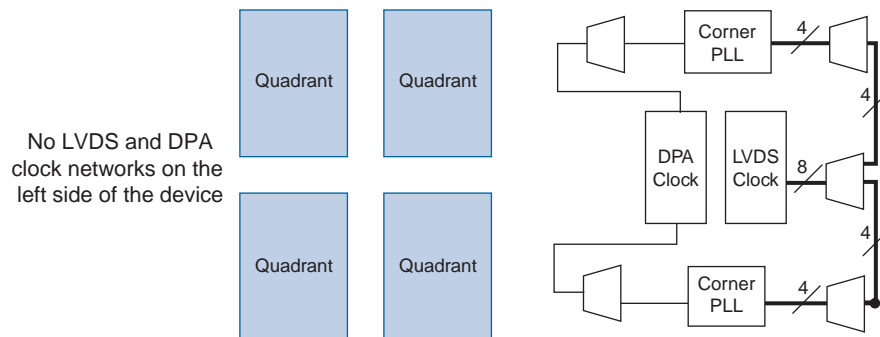 No LVDS and DPA
clock networks on the
left side of the device
Quadrant
Quadrant
Quadrant
Quadrant
Corner
PLL
4
4
DPA
Clock
LVDS
Clock
8
4
Corner
PLL
4